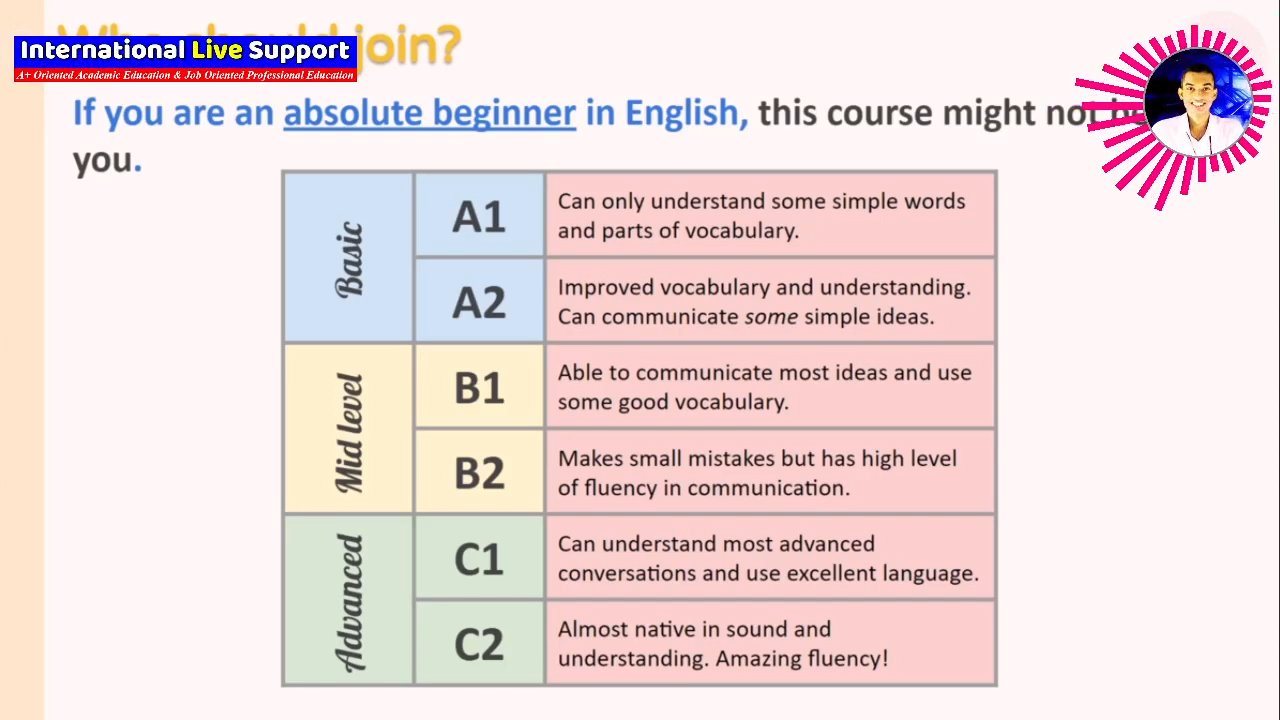 Who should join?
International Live Support
A+ Oriented Academic Education & Job Oriented Professional Education
If you are an absolute beginner in English, this course might not be
you.
Basic
A1
Can only understand some simple words
and parts of vocabulary.
A2
Improved vocabulary and understanding.
Can communicate some simple ideas.
Mid level
B1
Able to communicate most ideas and use
some good vocabulary.
B2
Makes small mistakes but has high level
of fluency in communication.
Advanced
C1
Can understand most advanced
conversations and use excellent language.
C2
Almost native in sound and
understanding. Amazing fluency!